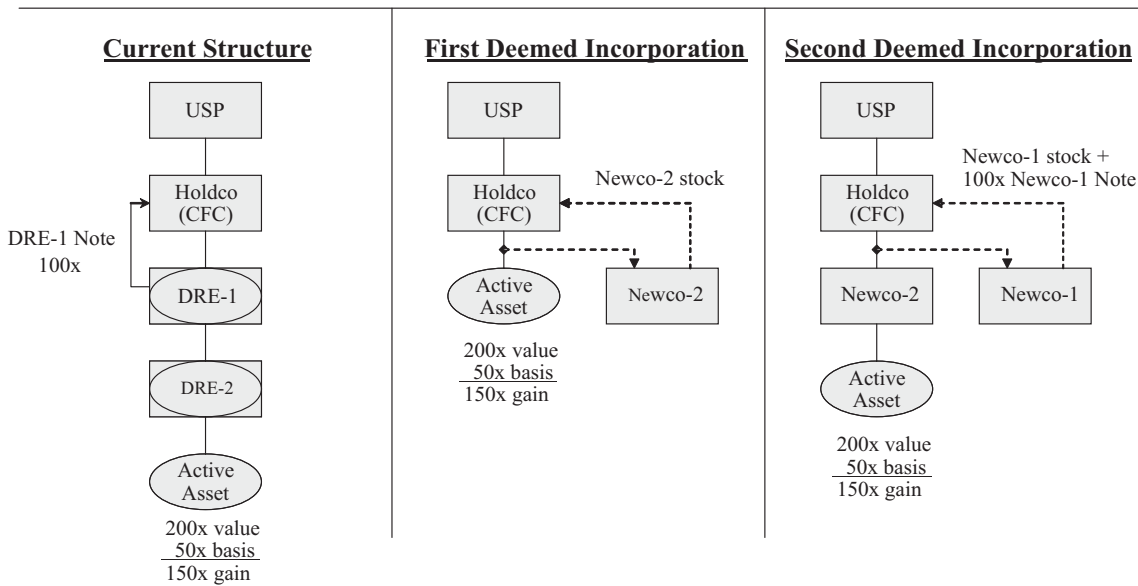 Current Structure
USP
Holdco
(CFC)
DRE-1 Note
100x
DRE-1
DRE-2
Active
Asset
200x value
50x basis
150x gain
First Deemed Incorporation
USP
Holdco
(CFC)
Newco-2 stock
Active
Asset
Newco-2
200x value
50x basis
150x gain
Second Deemed Incorporation
USP
Newco-1 stock +
100x Newco-1 Note
Holdco
(CFC)
Newco-2
Newco-1
Active
Asset
200x value
50x basis
150x gain